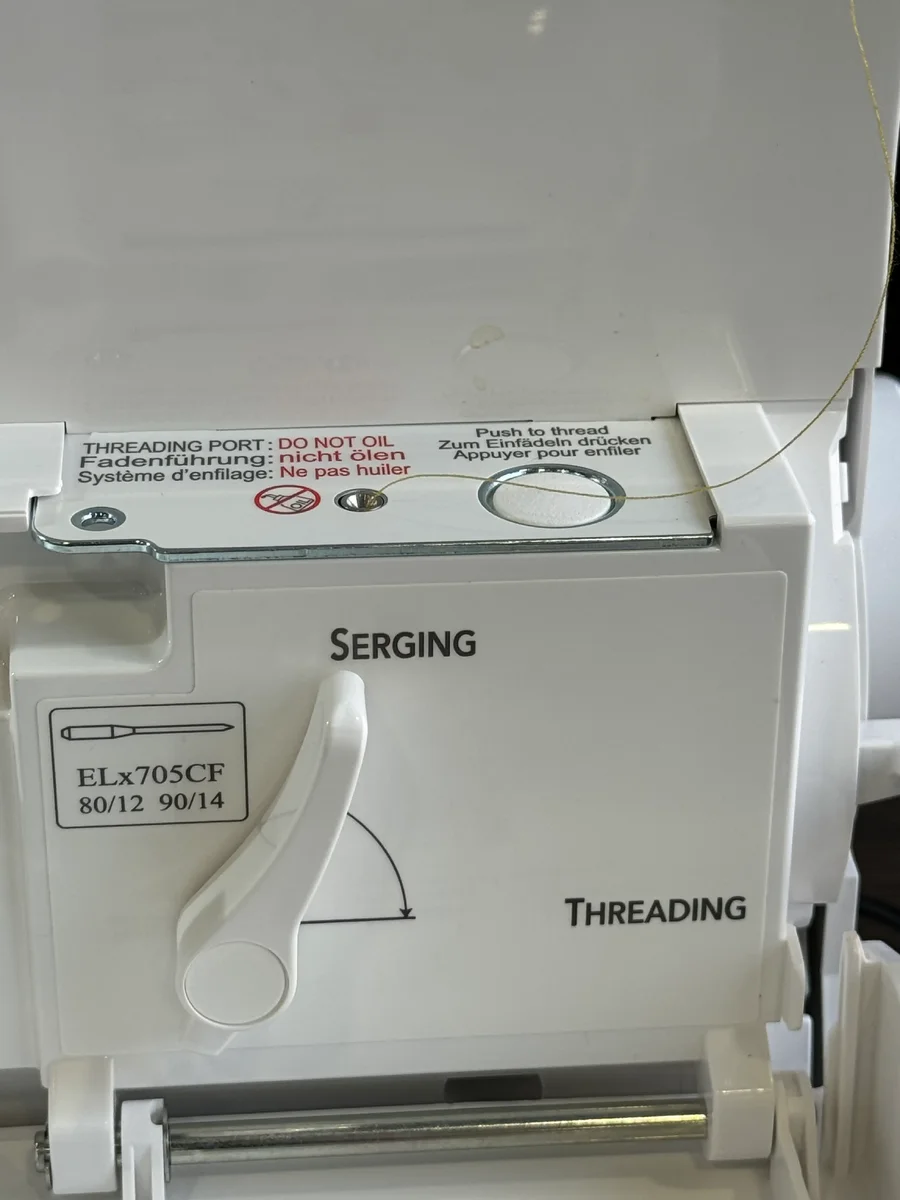 THREADING PORT: DO NOT OIL
Fadenführung: nicht ölen
Système d'enfilage: Ne pas huiler
OIL
Push to thread
Zum Einfädeln drücken
Appuyer pour enfiler
SERGING
ELx705CF
80/12 90/14
THREADING